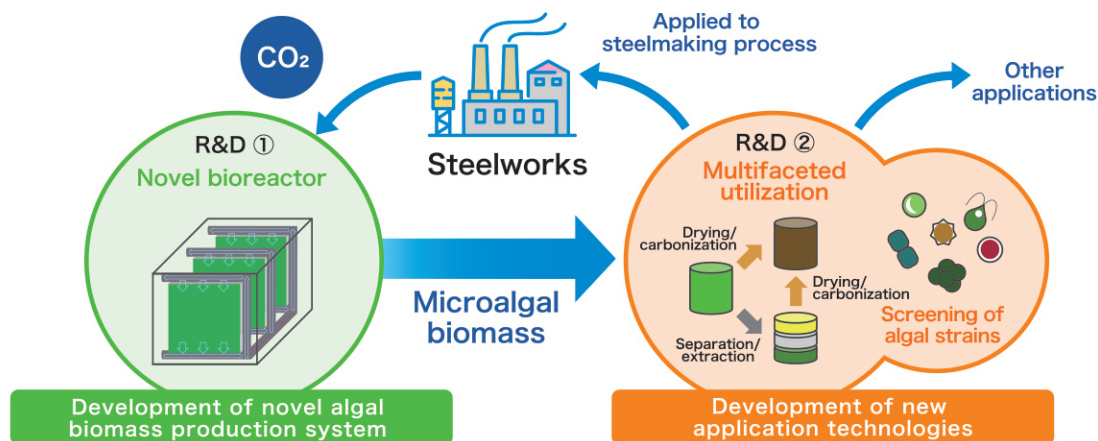 CO₂
Applied to
steelmaking process
Other
applications
R&D ①
Novel bioreactor
Steelworks
R&D ②
Multifaceted
utilization
Drying/
carbonization
Drying/
carbonization
Separation/
extraction
Screening of
algal strains
Microalgal
biomass
Development of novel algal
biomass production system
Development of new
application technologies